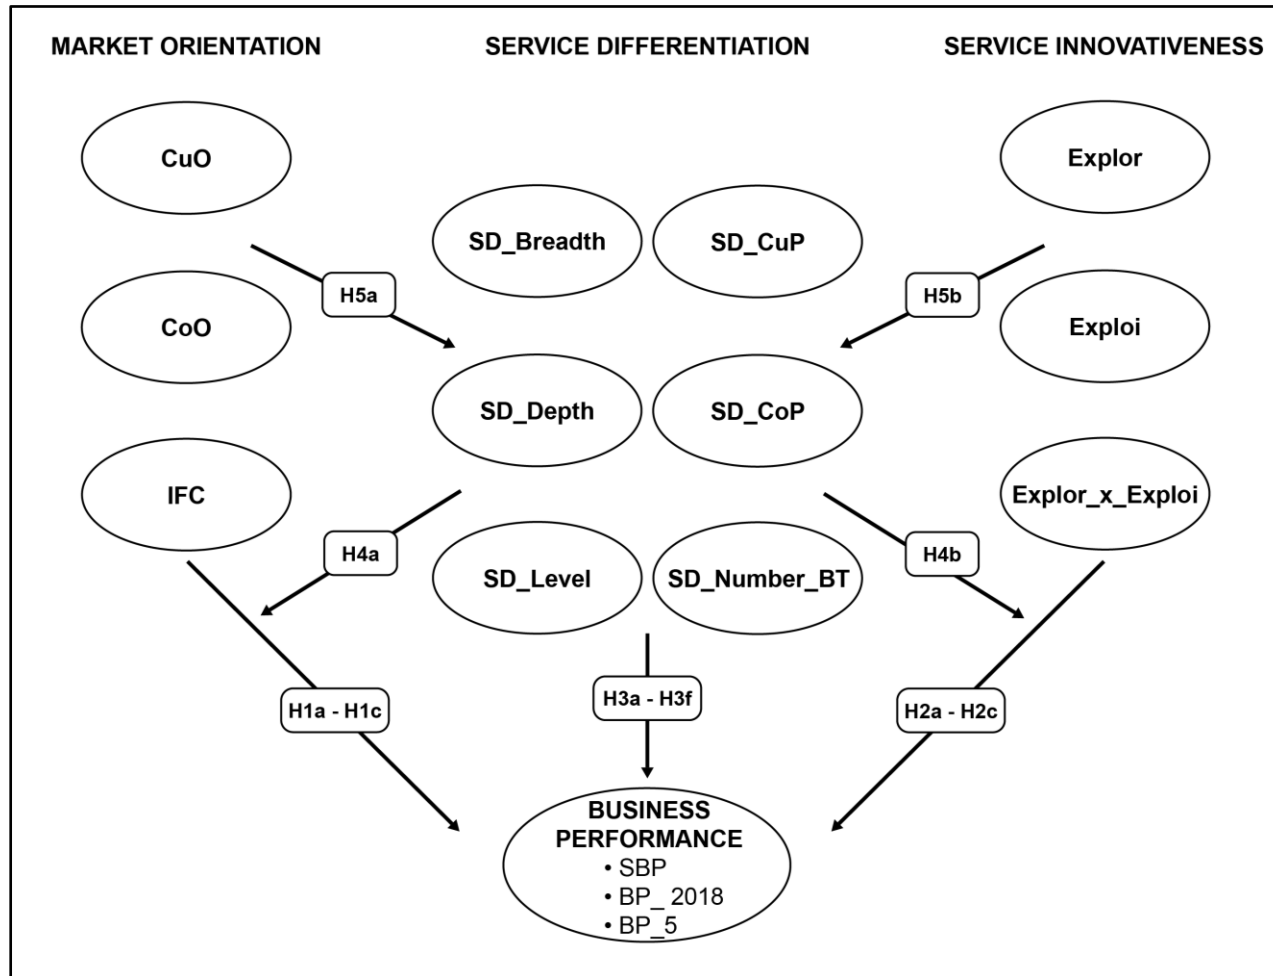 MARKET ORIENTATION
SERVICE DIFFERENTIATION
SERVICE INNOVATIVENESS
CuO
Explor
SD_Breadth
SD_CuP
H5a
H5b
CoO
Exploi
SD_Depth
SD_CoP
IFC
Explor_x_Exploi
H4a
H4b
SD_Level
SD_Number_BT
H1a - H1c
H3a - H3f
H2a - H2c
BUSINESS
PERFORMANCE
• SBP
• BP_ 2018
• BP_5